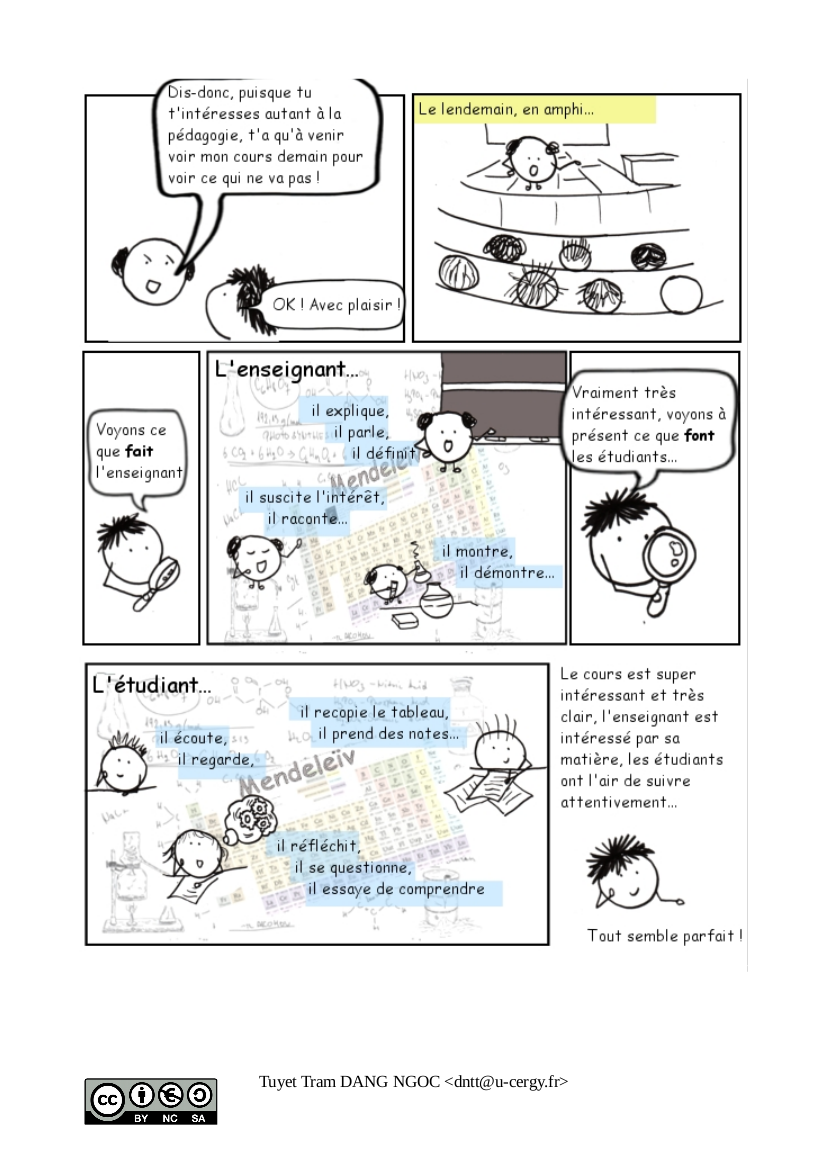 Dis-donc, puisque tu
t'intéresses autant à la
pédagogie, t'a qu'à venir
voir mon cours demain pour
voir ce qui ne va pas !
OK ! Avec plaisir !
Le lendemain, en amphi...
Voyons ce
que fait
l'enseignant
L'enseignant...
il explique,
il parle,
il définit
Mendeleiv
il suscite l'intérêt,
il raconte...
il montre,
il démontre...
Vraiment très
intéressant, voyons à
présent ce que font
les étudiants...
L'étudiant...
il recopie le tableau,
il prend des notes...
il écoute,
il regarde,
Mendeleiv
il réfléchit,
il se questionne,
il essaye de comprendre
Le cours est super
intéressant et très
clair, l'enseignant est
intéressé par sa
matière, les étudiants
ont l'air de suivre
attentivement...
Tout semble parfait !
Tuyet Tram DANG NGOC <dntt@u-cergy.fr>
cc
BY NC SA